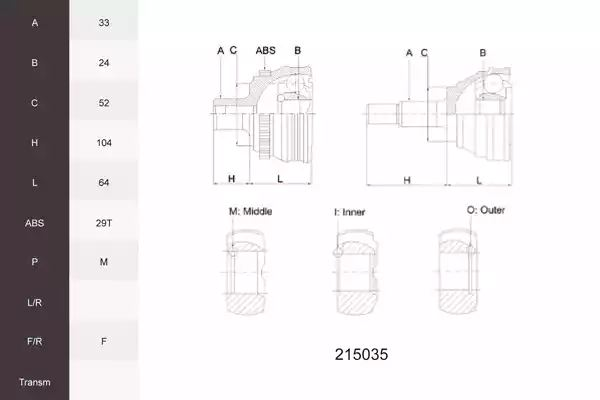 A 33
B 24
C 52
H 104
L 64
ABS 29T
P M
L/R
F/R F
Transm
A C ABS B
H L
A C B
H L
M: Middle
I: Inner
O: Outer
215035